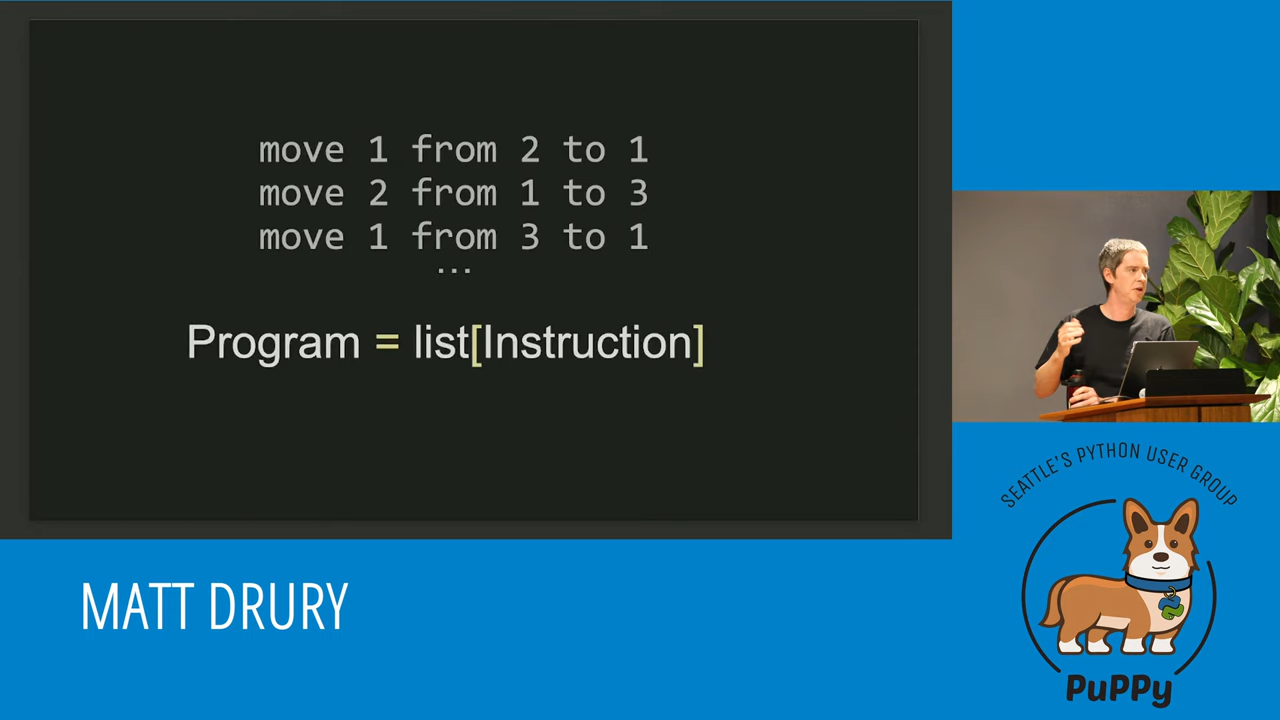 move 1 from 2 to 1
move 2 from 1 to 3
move 1 from 3 to 1
...
Program = list[Instruction]
MATT DRURY
SEATTLE'S PYTHON USER GROUP
PuPPy